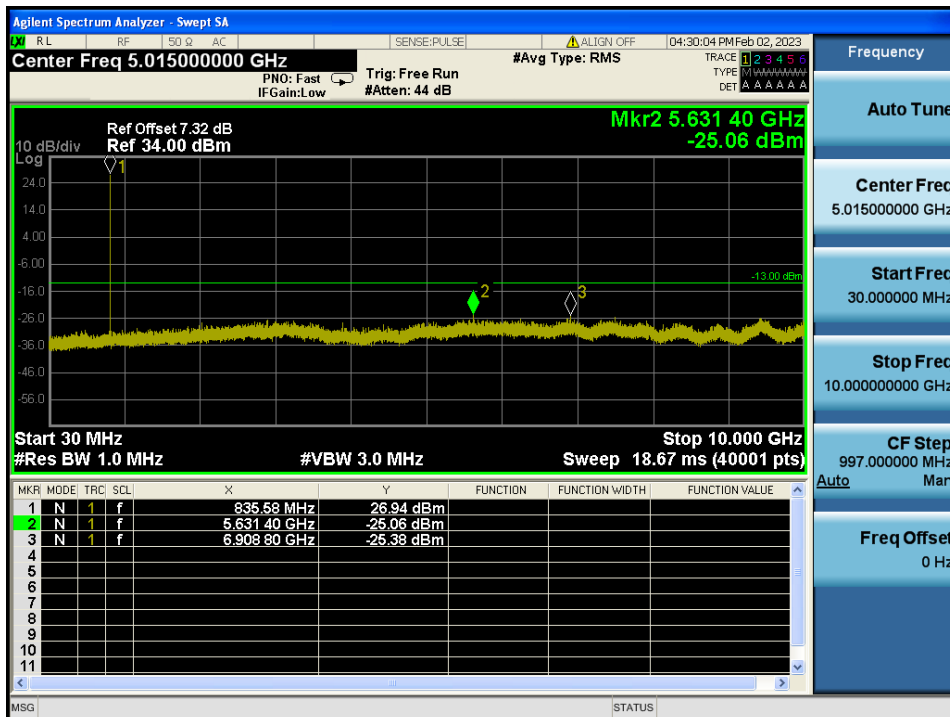 Agilent Spectrum Analyzer - Swept SA
LXI RL RF 50 Ω AC SENSE:PULSE ALIGN OFF 04:30:04 PM Feb 02, 2023
Center Freq 5.015000000 GHz
#Avg Type: RMS
TRACE 1 2 3 4 5 6
PNO: Fast
Trig: Free Run
TYPE M W W W W W
IFGain:Low
#Atten: 44 dB
DET A A A A A A
Frequency
Auto Tune
Center Freq
5.015000000 GHz
Start Freq
30.000000 MHz
Stop Freq
10.000000000 GHz
CF Step
997.000000 MHz
Auto Man
Freq Offset
0 Hz
Mkr2 5.631 40 GHz
-25.06 dBm
Ref Offset 7.32 dB
10 dB/div Ref 34.00 dBm
Log
1
24.0
14.0
4.00
-6.00
-13.00 dBm
-16.0
2
3
-26.0
-36.0
-46.0
-56.0
Start 30 MHz Stop 10.000 GHz
#Res BW 1.0 MHz #VBW 3.0 MHz Sweep 18.67 ms (40001 pts)
MKR MODE TRC SCL X Y FUNCTION FUNCTION WIDTH FUNCTION VALUE
1 N 1 f 835.58 MHz 26.94 dBm
2 N 1 f 5.631 40 GHz -25.06 dBm
3 N 1 f 6.908 80 GHz -25.38 dBm
4
5
6
7
8
9
10
11
MSG STATUS